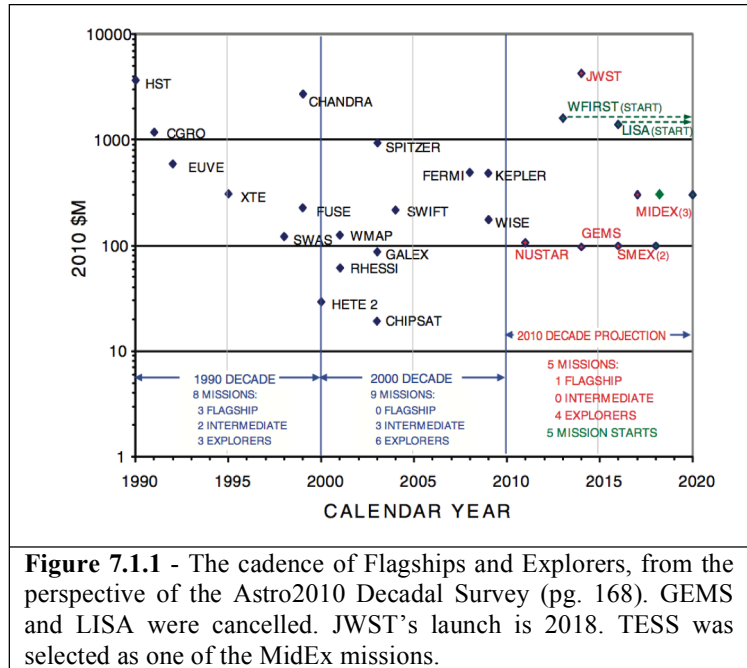 10000
1000
100
10
1
2010 $M
HST
CGRO
EUVE
XTE
CHANDRA
FUSE
SWAS
WMAP
RHESSI
HETE 2
SPITZER
SWIFT
GALEX
CHIPSAT
FERMI
KEPLER
WISE
JWST
WFIRST(START)
LISA(START)
MIDEX(3)
GEMS
NUSTAR
SMEX(2)
2010 DECADE PROJECTION
1990 DECADE
8 MISSIONS:
3 FLAGSHIP
2 INTERMEDIATE
3 EXPLORERS
2000 DECADE
9 MISSIONS:
0 FLAGSHIP
3 INTERMEDIATE
6 EXPLORERS
5 MISSIONS:
1 FLAGSHIP
0 INTERMEDIATE
4 EXPLORERS
5 MISSION STARTS
1990 1995 2000 2005 2010 2015 2020
CALENDAR YEAR
Figure 7.1.1 - The cadence of Flagships and Explorers, from the
perspective of the Astro2010 Decadal Survey (pg. 168). GEMS
and LISA were cancelled. JWST's launch is 2018. TESS was
selected as one of the MidEx missions.